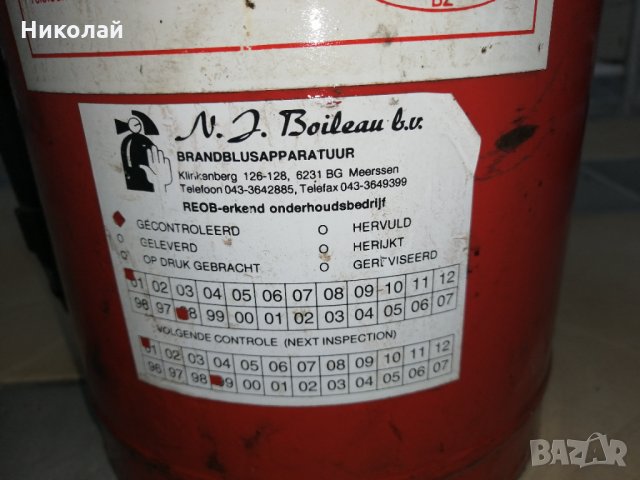 Николай
B2
N. J. Boileau b.v.
BRANDBLUSAPPARATUUR
Klinkenberg 126-128, 6231 BG Meerssen
Telefoon 043-3642885, Telefax 043-3649399
REOB-erkend onderhoudsbedrijf
GECONTROLEERD HERVULD
GELEVERD HERIJKT
OP DRUK GEBRACHT GEREVISEERD
01 02 03 04 05 06 07 08 09 10 11 12
96 97 98 99 00 01 02 03 04 05 06 07
VOLGENDE CONTROLE (NEXT INSPECTION)
01 02 03 04 05 06 07 08 09 10 11 12
96 97 98 99 00 01 02 03 04 05 06 07
BAZAR